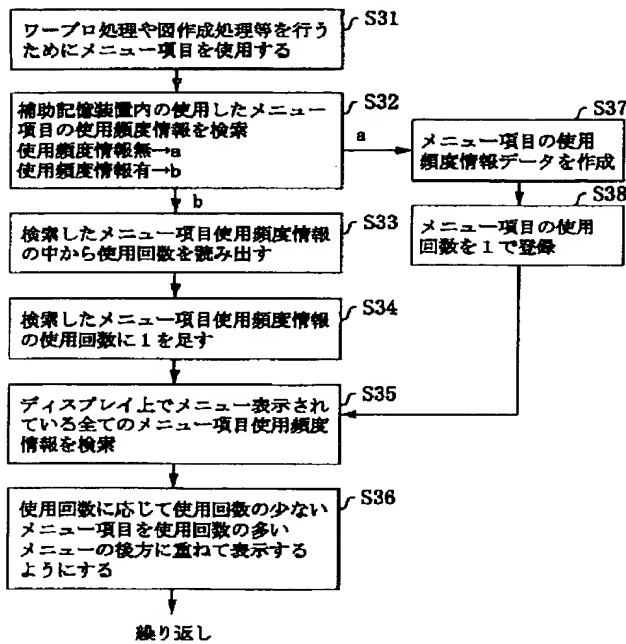 ワープロ処理や図作成処理等を行う
ためにメニュー項目を使用する
S31
補助記憶装置内の使用したメニュー
項目の使用頻度情報を検索
使用頻度情報無→a
使用頻度情報有→b
S32
a
b
S37
メニュー項目の使用
頻度情報データを作成
S38
メニュー項目の使用
回数を1で登録
S33
検索したメニュー項目使用頻度情報
の中から使用回数を読み出す
S34
検索したメニュー項目使用頻度情報
の使用回数に1を足す
S35
ディスプレイ上でメニュー表示され
ている全てのメニュー項目使用頻度
情報を検索
S36
使用回数に応じて使用回数の少ない
メニュー項目を使用回数の多い
メニューの後方に重ねて表示する
ようにする
繰り返し